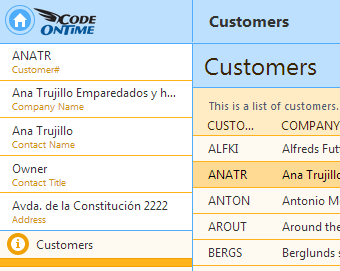 CODE
ONTIME
Customers
ANATR
Customer#
Ana Trujillo Emparedados y h...
Company Name
Ana Trujillo
Contact Name
Owner
Contact Title
Avda. de la Constitución 2222
Address
Customers
Customers
This is a list of customers.
CUSTO... COMPANY
ALFKI Alfreds Fut
ANATR Ana Trujillo
ANTON Antonio M
AROUT Around the
BERGS Berglunds s